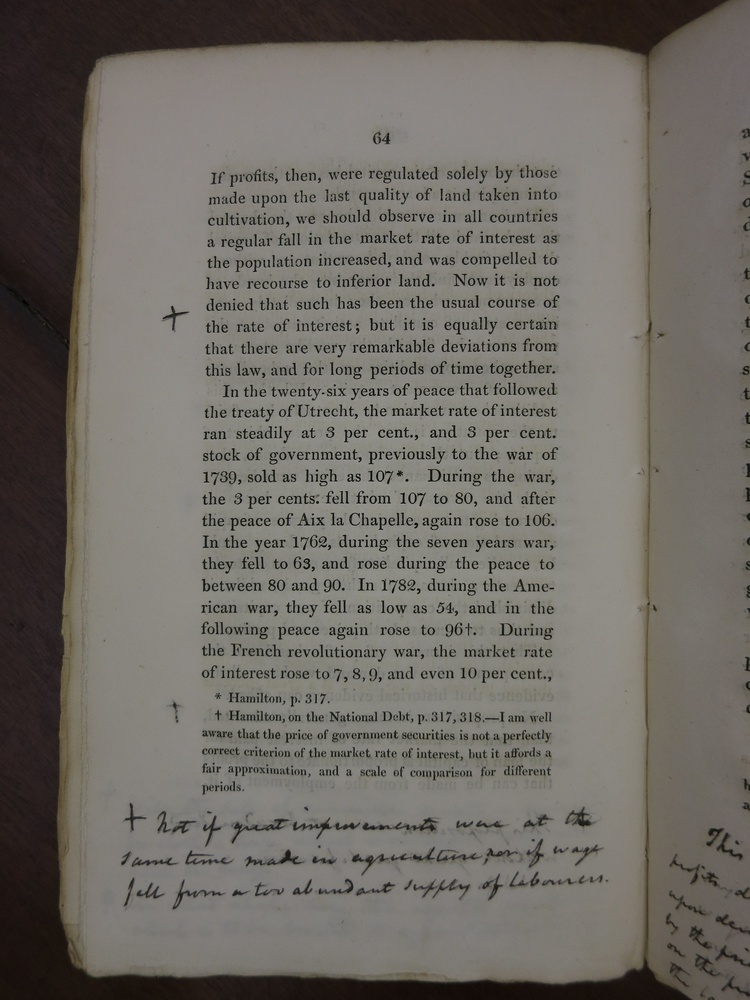 64
If profits, then, were regulated solely by those
made upon the last quality of land taken into
cultivation, we should observe in all countries
a regular fall in the market rate of interest as
the population increased, and was compelled to
have recourse to inferior land. Now it is not
denied that such has been the usual course of
+ the rate of interest; but it is equally certain
that there are very remarkable deviations from
this law, and for long periods of time together.
In the twenty-six years of peace that followed
the treaty of Utrecht, the market rate of interest
ran steadily at 3 per cent., and 3 per cent.
stock of government, previously to the war of
1739, sold as high as 107*. During the war,
the 3 per cents. fell from 107 to 80, and after
the peace of Aix la Chapelle, again rose to 106.
In the year 1762, during the seven years war,
they fell to 63, and rose during the peace to
between 80 and 90. In 1782, during the Ame-
rican war, they fell as low as 54, and in the
following peace again rose to 96†. During
the French revolutionary war, the market rate
of interest rose to 7, 8, 9, and even 10 per cent.,
* Hamilton, p. 317.
† Hamilton, on the National Debt, p. 317, 318.—I am well
aware that the price of government securities is not a perfectly
correct criterion of the market rate of interest, but it affords a
fair approximation, and a scale of comparison for different
periods.
+ Not if great improvements were at the
same time made in agriculture, nor if wage
fell from a too abundant supply of labourers.
This
profits
upon
by the
on the
the